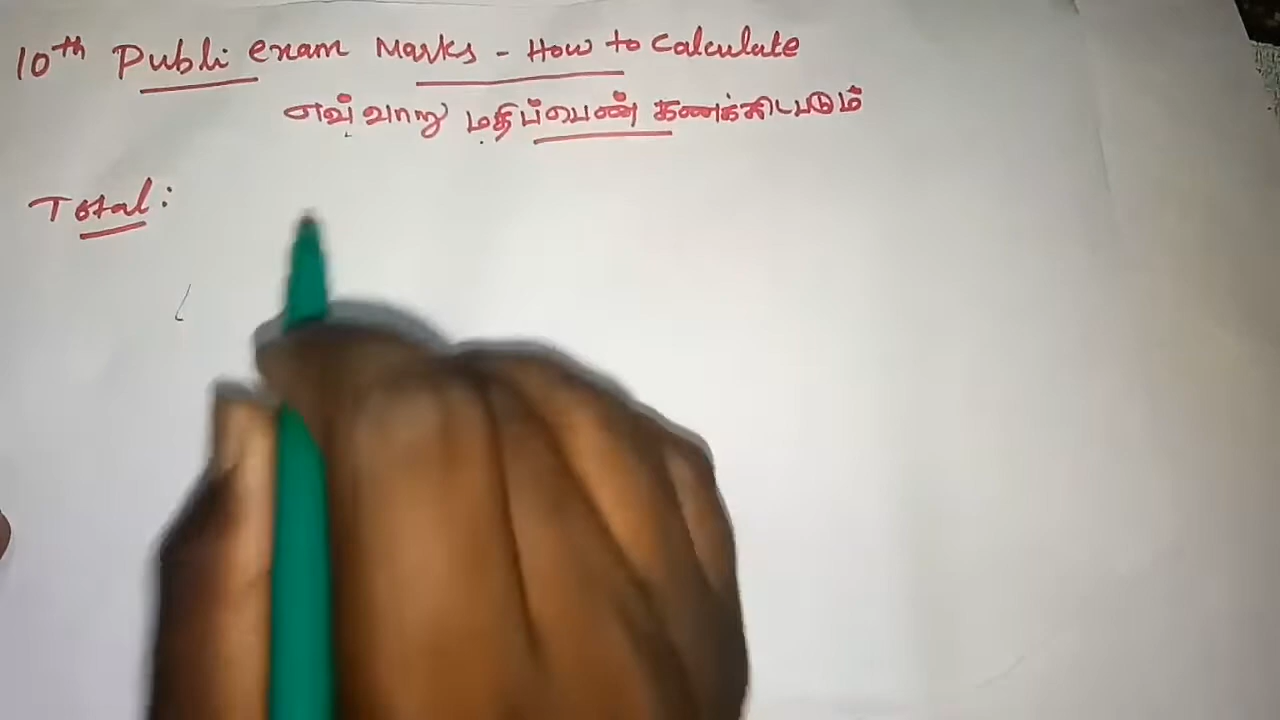 10th Publi exam Marks - How to Calculate
எவ்வாறு மதிப்பெண் கணக்கிடபடும்
Total: